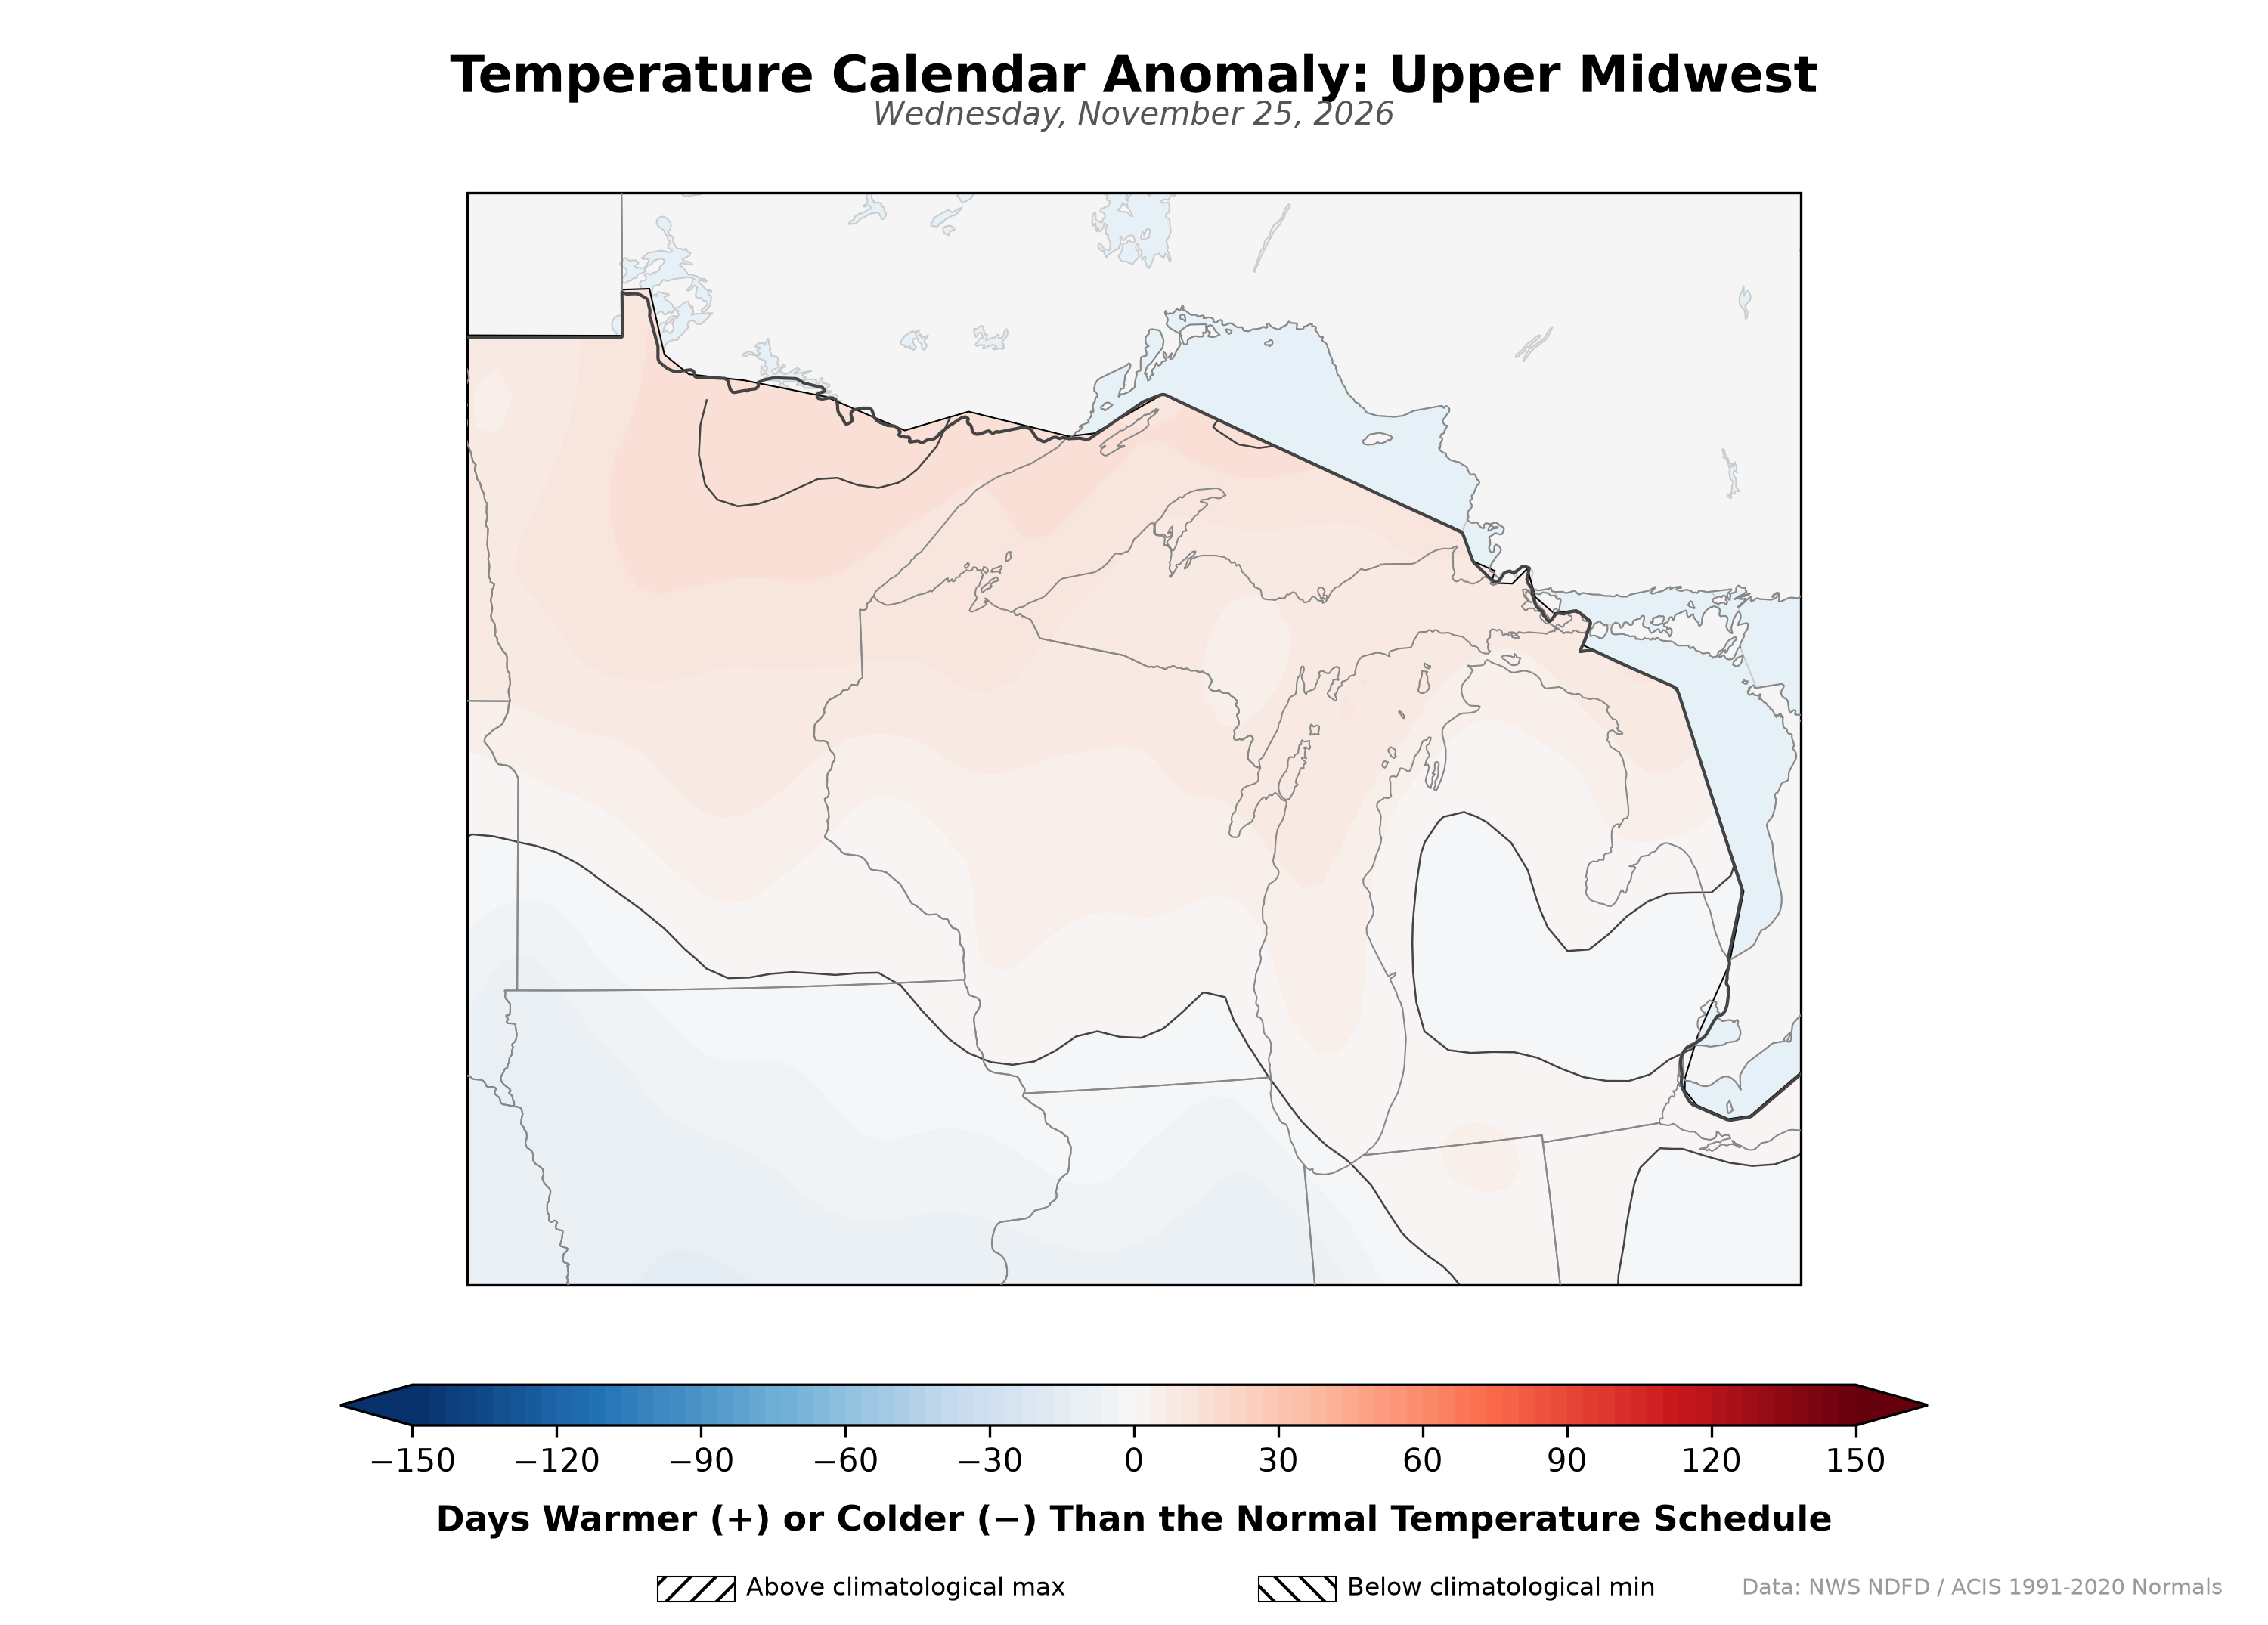 Temperature Calendar Anomaly: Upper Midwest
Wednesday, November 25, 2026
−150 −120 −90 −60 −30 0 30 60 90 120 150
Days Warmer (+) or Colder (−) Than the Normal Temperature Schedule
Above climatological max Below climatological min Data: NWS NDFD / ACIS 1991-2020 Normals